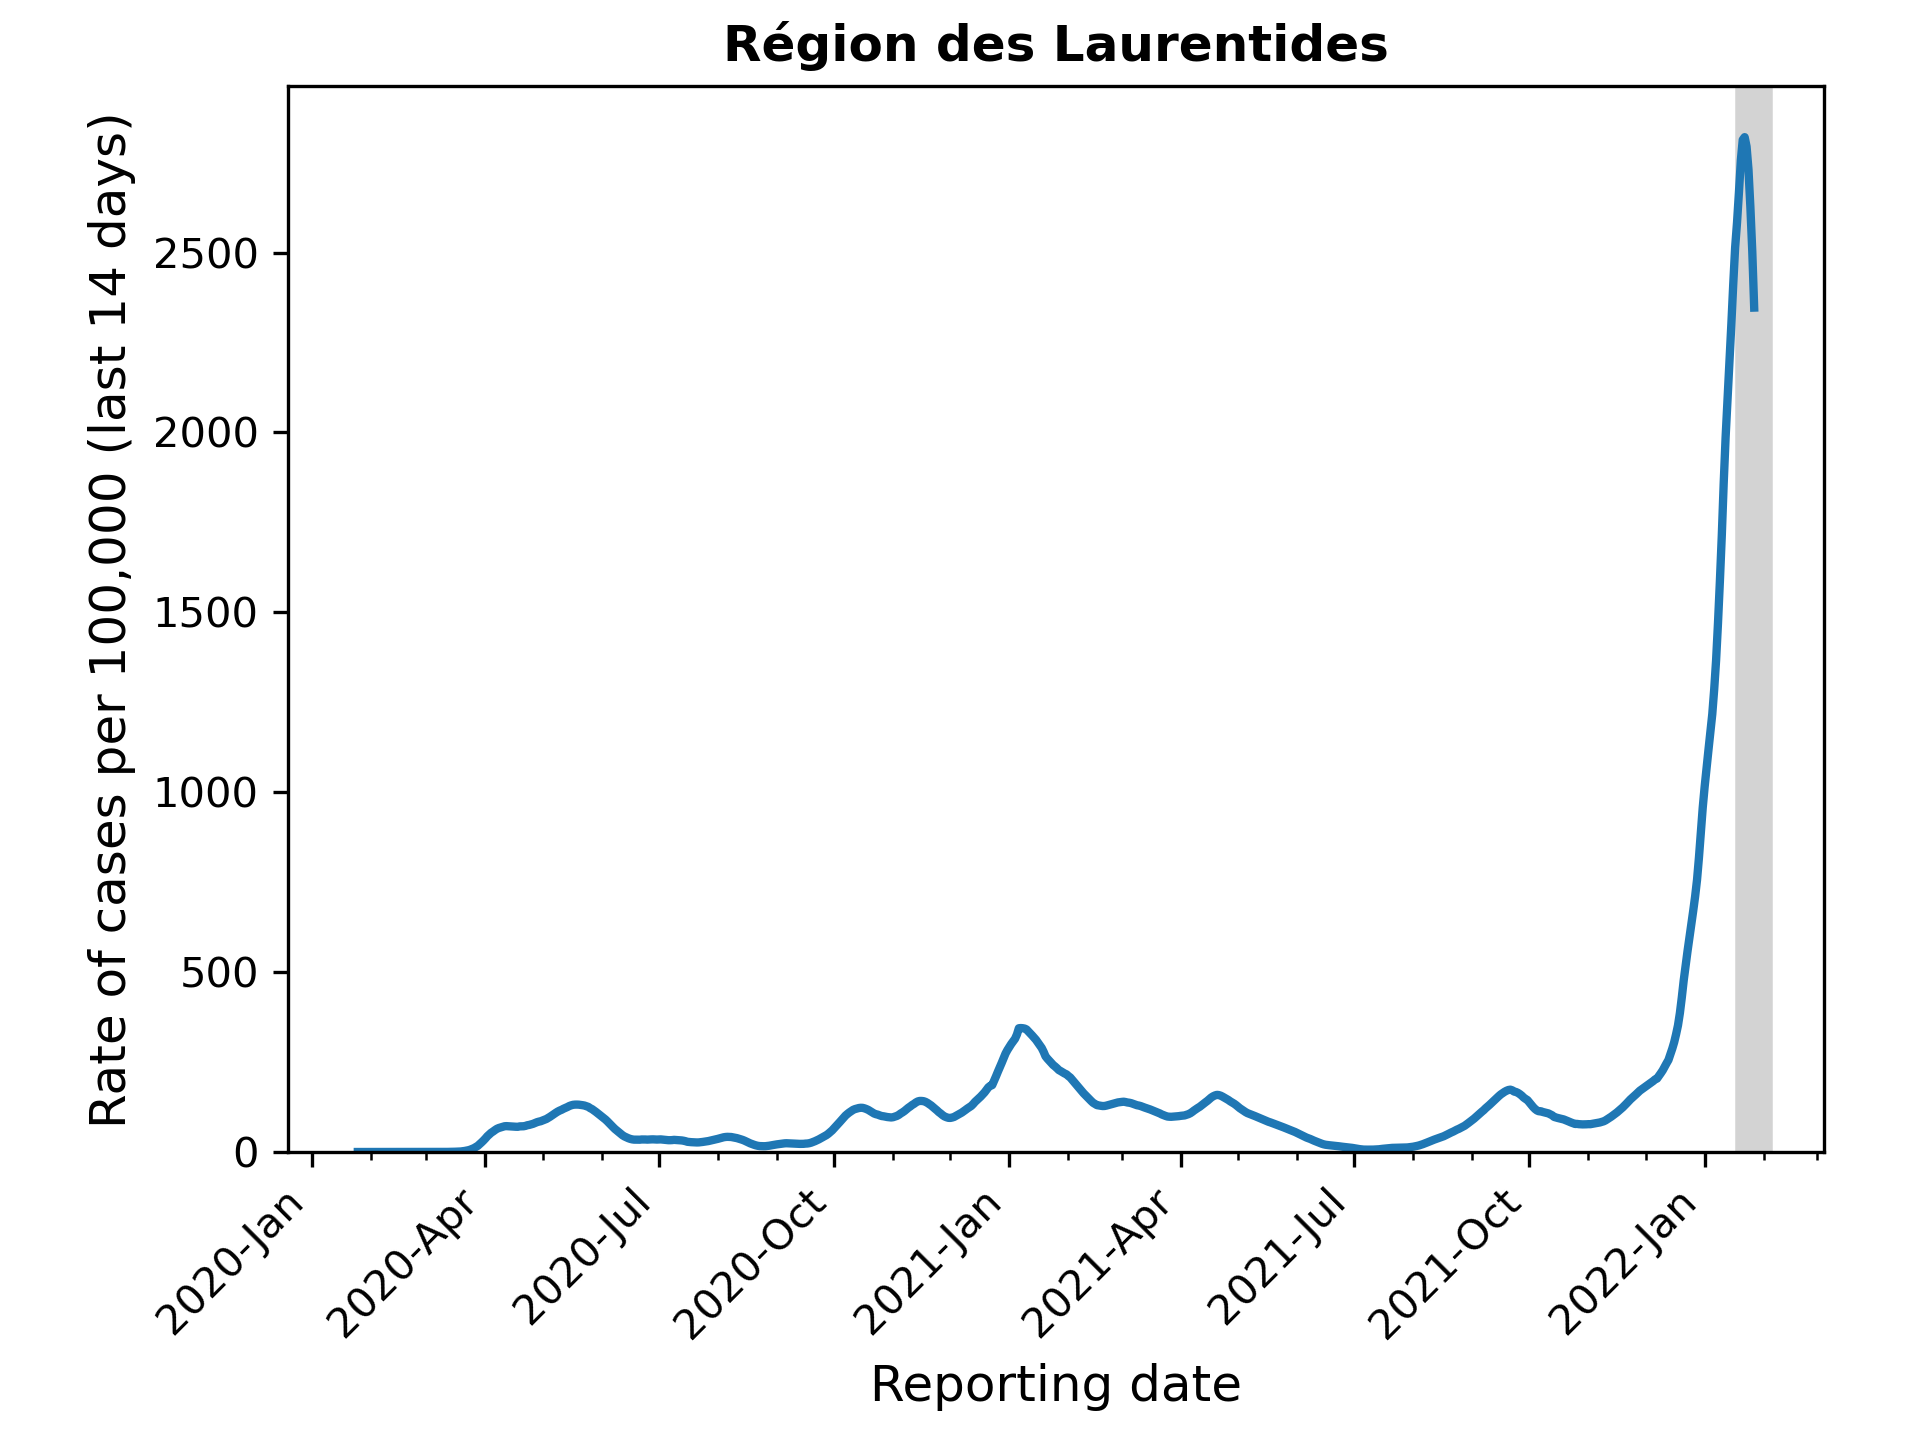 Région des Laurentides
Rate of cases per 100,000 (last 14 days)
2500
2000
1500
1000
500
0
2020-Jan
2020-Apr
2020-Jul
2020-Oct
2021-Jan
2021-Apr
2021-Jul
2021-Oct
2022-Jan
Reporting date